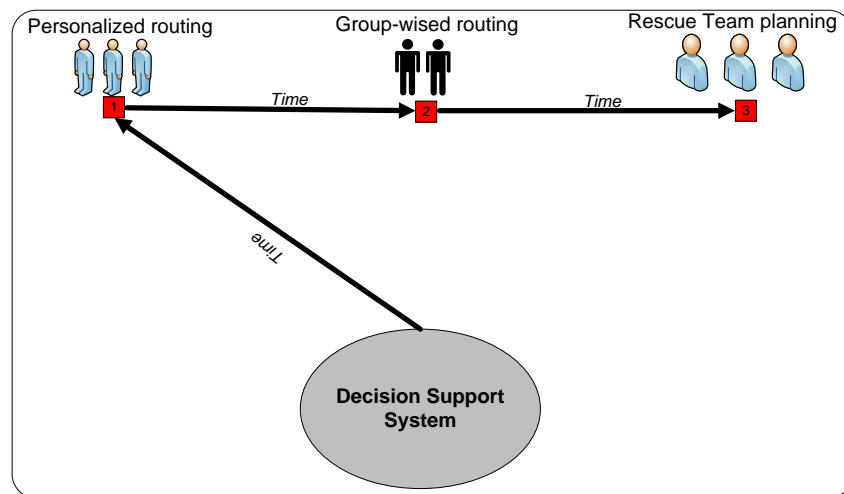 Personalized routing
Group-wised routing
Rescue Team planning
1
Time
2
Time
3
Time
Decision Support
System